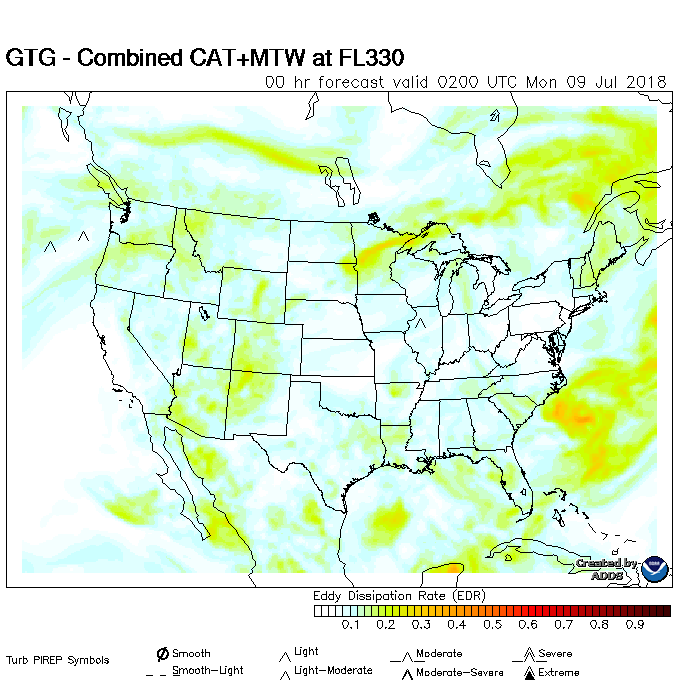 GTG - Combined CAT+MTW at FL330
00 hr forecast valid 0200 UTC Mon 09 Jul 2018
Created by
ADDS
Eddy Dissipation Rate (EDR)
0.1 0.2 0.3 0.4 0.5 0.6 0.7 0.8 0.9
Turb PIREP Symbols
Smooth Light Moderate Severe
Smooth-Light Light-Moderate Moderate-Severe Extreme